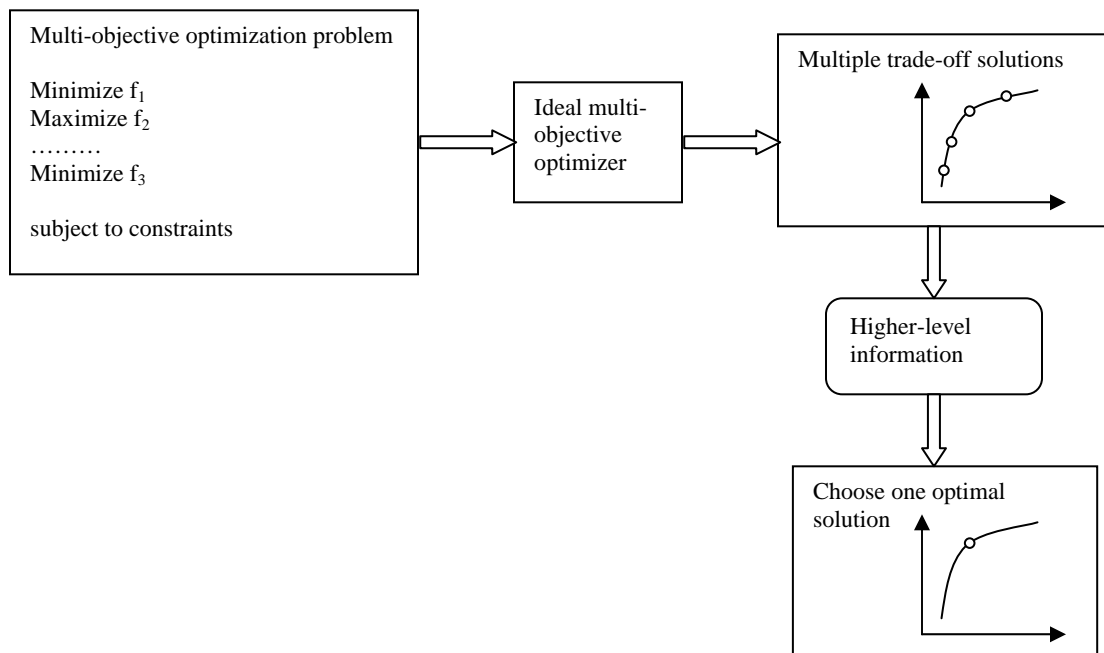 Multi-objective optimization problem
Minimize f₁
Maximize f₂
………
Minimize f₃
subject to constraints
Ideal multi-
objective
optimizer
Multiple trade-off solutions
Higher-level
information
Choose one optimal
solution